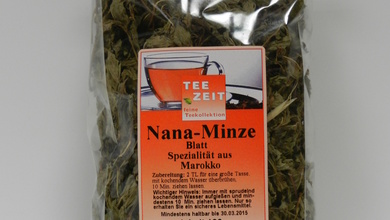 TEE
ZEIT
feine
Teekollektion
Nana-Minze
Blatt
Spezialität aus
Marokko
Zubereitung: 2 TL für eine große Tasse
mit kochendem Wasser überbrühen,
10 Min. ziehen lassen.
Wichtiger Hinweis: Immer mit sprudelnd
kochendem Wasser aufgießen und min-
destens 10 Min. ziehen lassen. Nur so
erhalten Sie ein sicheres Lebensmittel.
Mindestens haltbar bis 30.03.2015